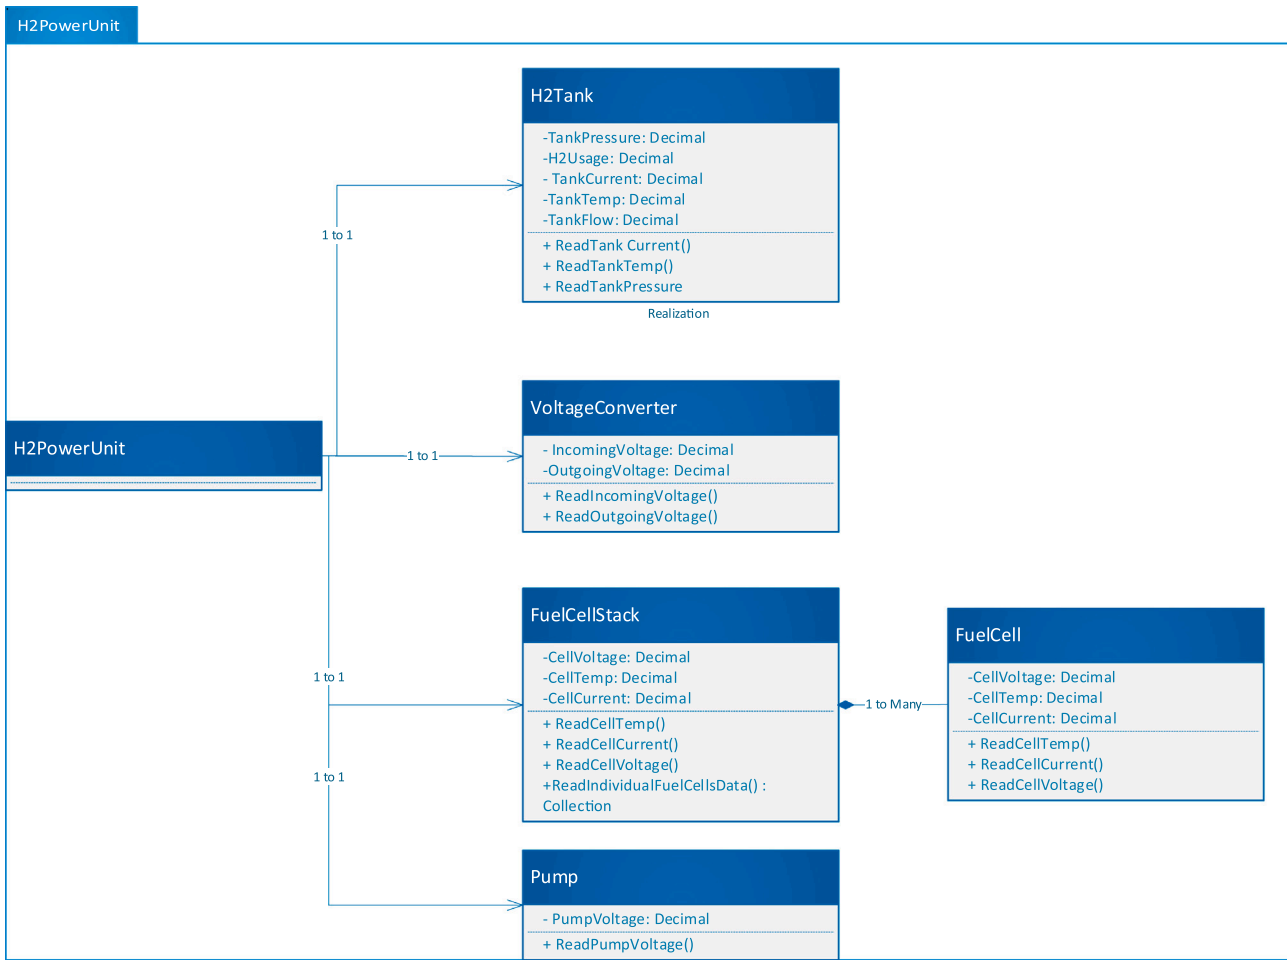 H2PowerUnit
H2Tank
-TankPressure: Decimal
-H2Usage: Decimal
- TankCurrent: Decimal
-TankTemp: Decimal
-TankFlow: Decimal
+ ReadTank Current()
+ ReadTankTemp()
+ ReadTankPressure
Realization
1 to 1
H2PowerUnit
1 to 1
VoltageConverter
- IncomingVoltage: Decimal
-OutgoingVoltage: Decimal
+ ReadIncomingVoltage()
+ ReadOutgoingVoltage()
1 to 1
FuelCellStack
-CellVoltage: Decimal
-CellTemp: Decimal
-CellCurrent: Decimal
+ ReadCellTemp()
+ ReadCellCurrent()
+ ReadCellVoltage()
+ReadIndividualFuelCellsData() :
Collection
1 to Many
FuelCell
-CellVoltage: Decimal
-CellTemp: Decimal
-CellCurrent: Decimal
+ ReadCellTemp()
+ ReadCellCurrent()
+ ReadCellVoltage()
1 to 1
Pump
- PumpVoltage: Decimal
+ ReadPumpVoltage()